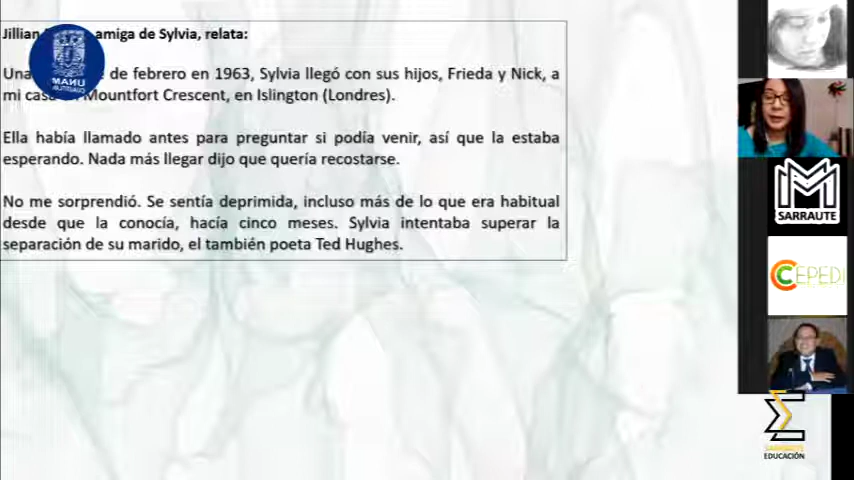 Jillian amiga de Sylvia, relata:
Una de febrero en 1963, Sylvia llegó con sus hijos, Frieda y Nick, a
mi casa Mountfort Crescent, en Islington (Londres).
Ella había llamado antes para preguntar si podía venir, así que la estaba
esperando. Nada más llegar dijo que quería recostarse.
No me sorprendió. Se sentía deprimida, incluso más de lo que era habitual
desde que la conocía, hacía cinco meses. Sylvia intentaba superar la
separación de su marido, el también poeta Ted Hughes.
SARRAUTE
CEPEDI
SARRAUTE
EDUCACIÓN